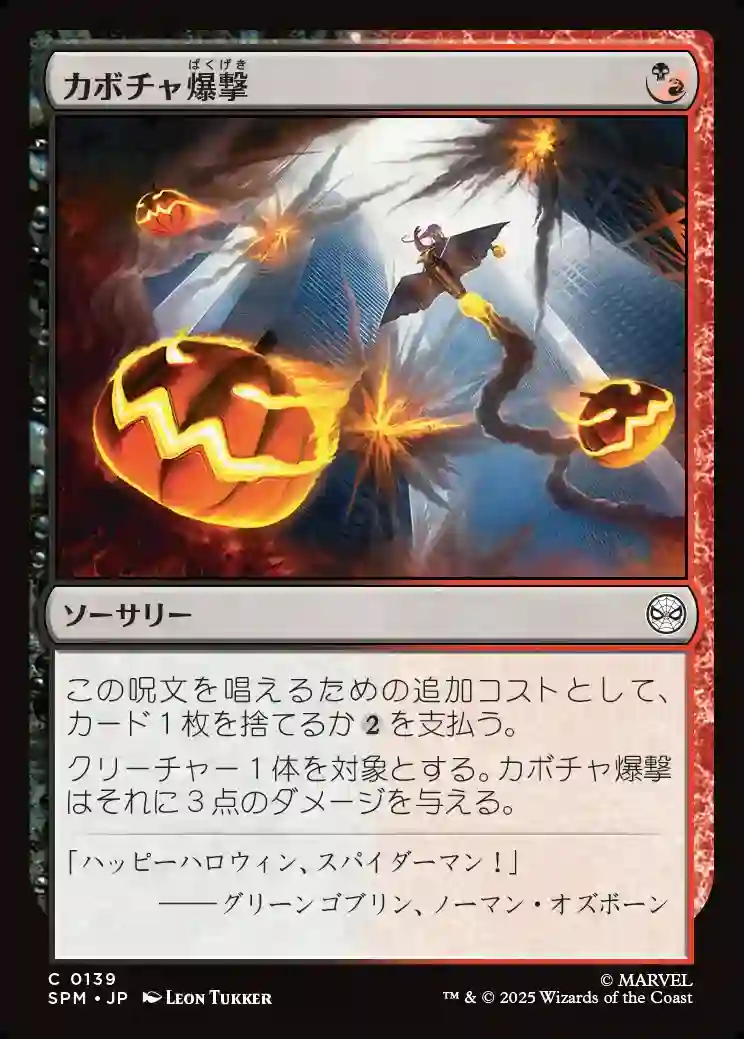 ばくげき
カボチャ爆撃
ソーサリー
この呪文を唱えるための追加コストとして、
カード1枚を捨てるか 2 を支払う。
クリーチャー1体を対象とする。カボチャ爆撃
はそれに3点のダメージを与える。
「ハッピーハロウィン、スパイダーマン！」
――グリーンゴブリン、ノーマン・オズボーン
C 0139
SPM • JP LEON TUKKER
© MARVEL
™ & © 2025 Wizards of the Coast